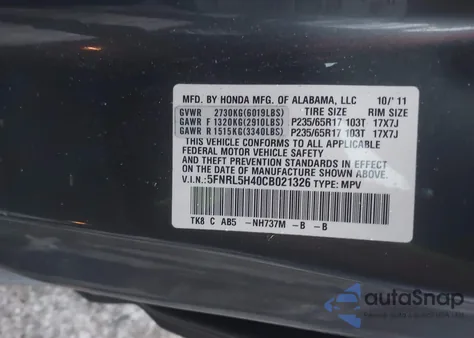 MFD. BY HONDA MFG. OF ALABAMA, LLC 10/'11
GVWR 2730KG(6019LBS) TIRE SIZE RIM SIZE
GAWR F 1320KG(2910LBS) P235/65R17 103T 17X7J
GAWR R 1515KG(3340LBS) P235/65R17 103T 17X7J
THIS VEHICLE CONFORMS TO ALL APPLICABLE
FEDERAL MOTOR VEHICLE SAFETY, BUMPER,
AND THEFT PREVENTION STANDARDS IN EFFECT
ON THE DATE OF MANUFACTURE SHOWN ABOVE.
V.I.N.: 5FNRL5H40CB021326 TYPE: MPV
TK8 C AB5 -NH737M -B -B
autaSnap